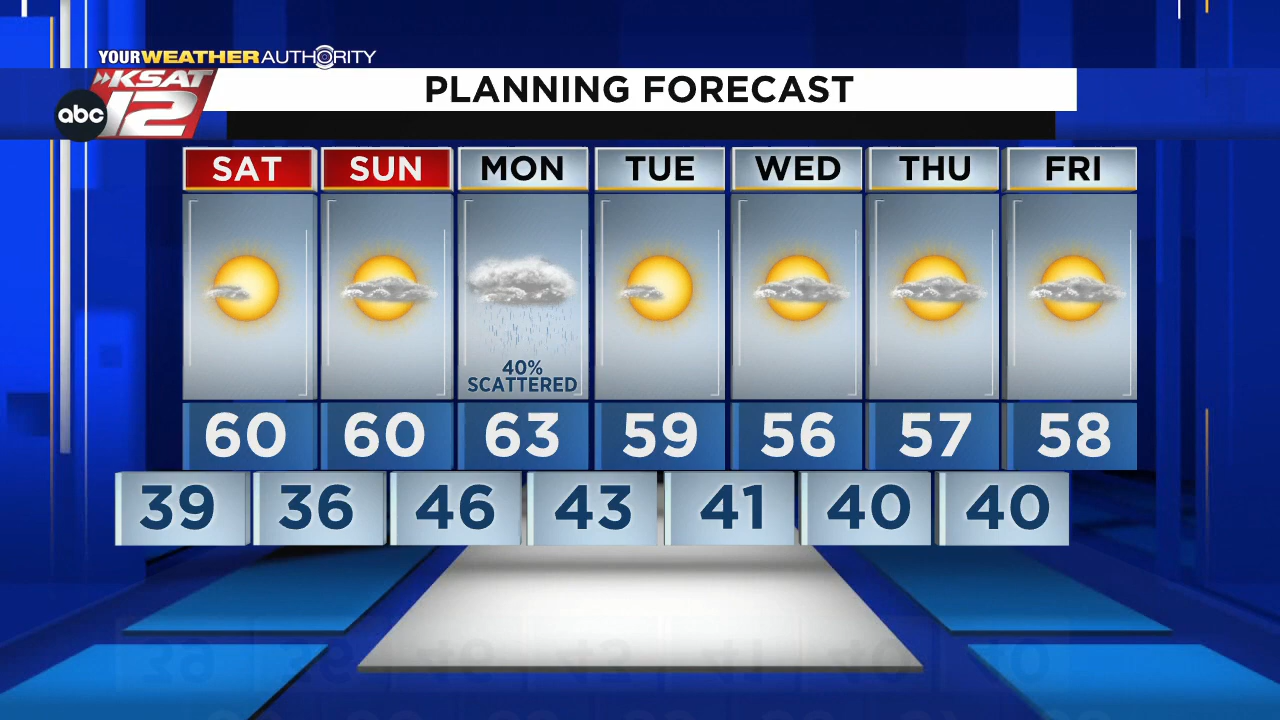 YOURWEATHERAUTHORITY
KSAT
abc 12
PLANNING FORECAST
SAT SUN MON TUE WED THU FRI
40%
SCATTERED
60 60 63 59 56 57 58
39 36 46 43 41 40 40